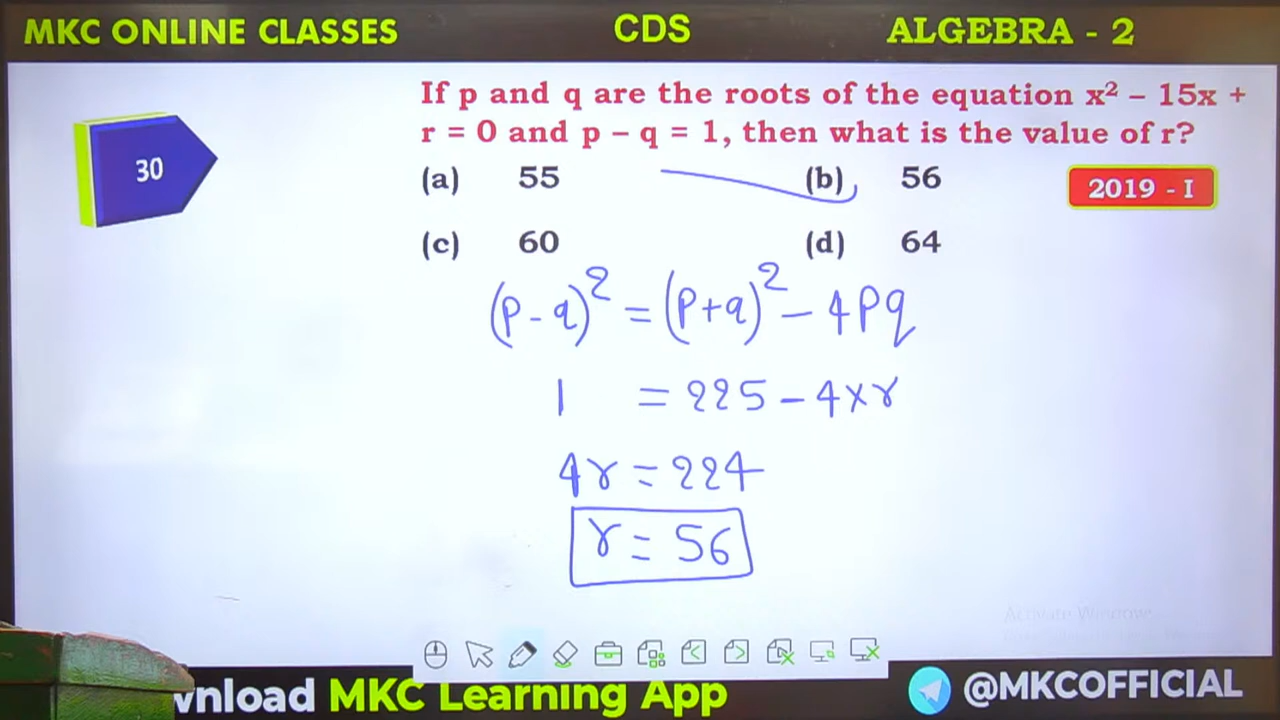 MKC ONLINE CLASSES CDS ALGEBRA - 2
30
If p and q are the roots of the equation x² – 15x +
r = 0 and p – q = 1, then what is the value of r?
(a) 55 (b) 56
2019 - I
(c) 60 (d) 64
(p - q)² = (p+q)² - 4pq
1 = 225 - 4×r
4r = 224
r = 56
Activate Windows
wnload MKC Learning App @MKCOFFICIAL